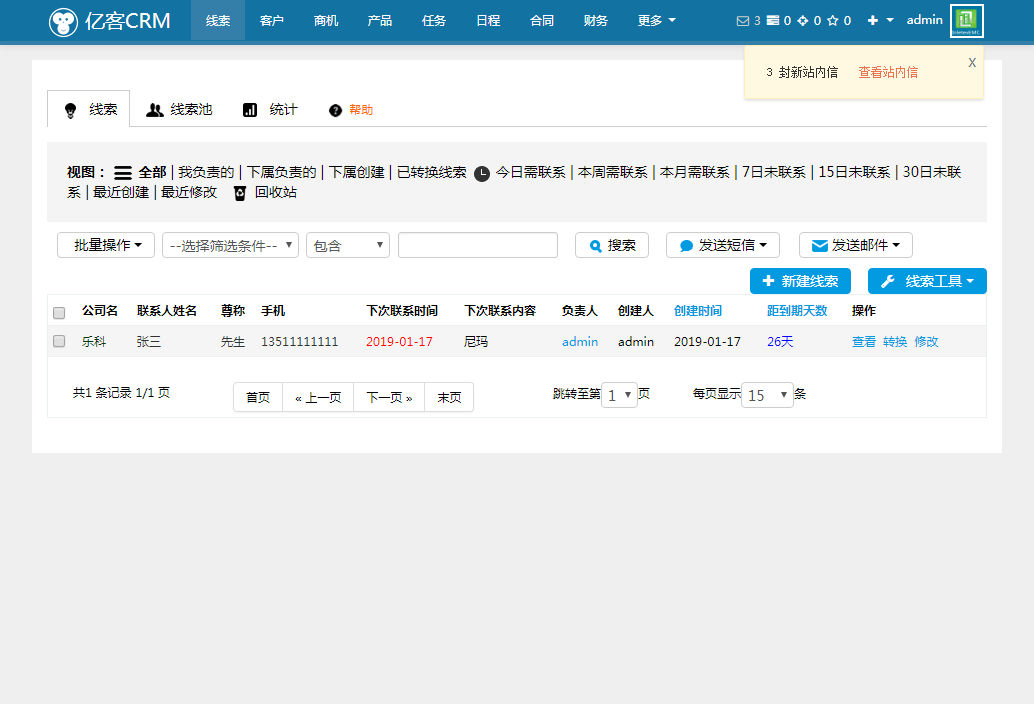 亿客CRM 线索 客户 商机 产品 任务 日程 合同 财务 更多 3 0 0 0 admin
3 封新站内信 查看站内信 X
线索 线索池 统计 帮助
视图： 全部 | 我负责的 | 下属负责的 | 下属创建 | 已转换线索 今日需联系 | 本周需联系 | 本月需联系 | 7日未联系 | 15日未联系 | 30日未联
系 | 最近创建 | 最近修改 回收站
批量操作 --选择筛选条件-- 包含 搜索 发送短信 发送邮件
新建线索 线索工具
公司名 联系人姓名 尊称 手机 下次联系时间 下次联系内容 负责人 创建人 创建时间 距到期天数 操作
乐科 张三 先生 13511111111 2019-01-17 尼玛 admin admin 2019-01-17 26天 查看 转换 修改
共1 条记录 1/1 页 首页 « 上一页 下一页 » 末页 跳转至第 1 页 每页显示 15 条